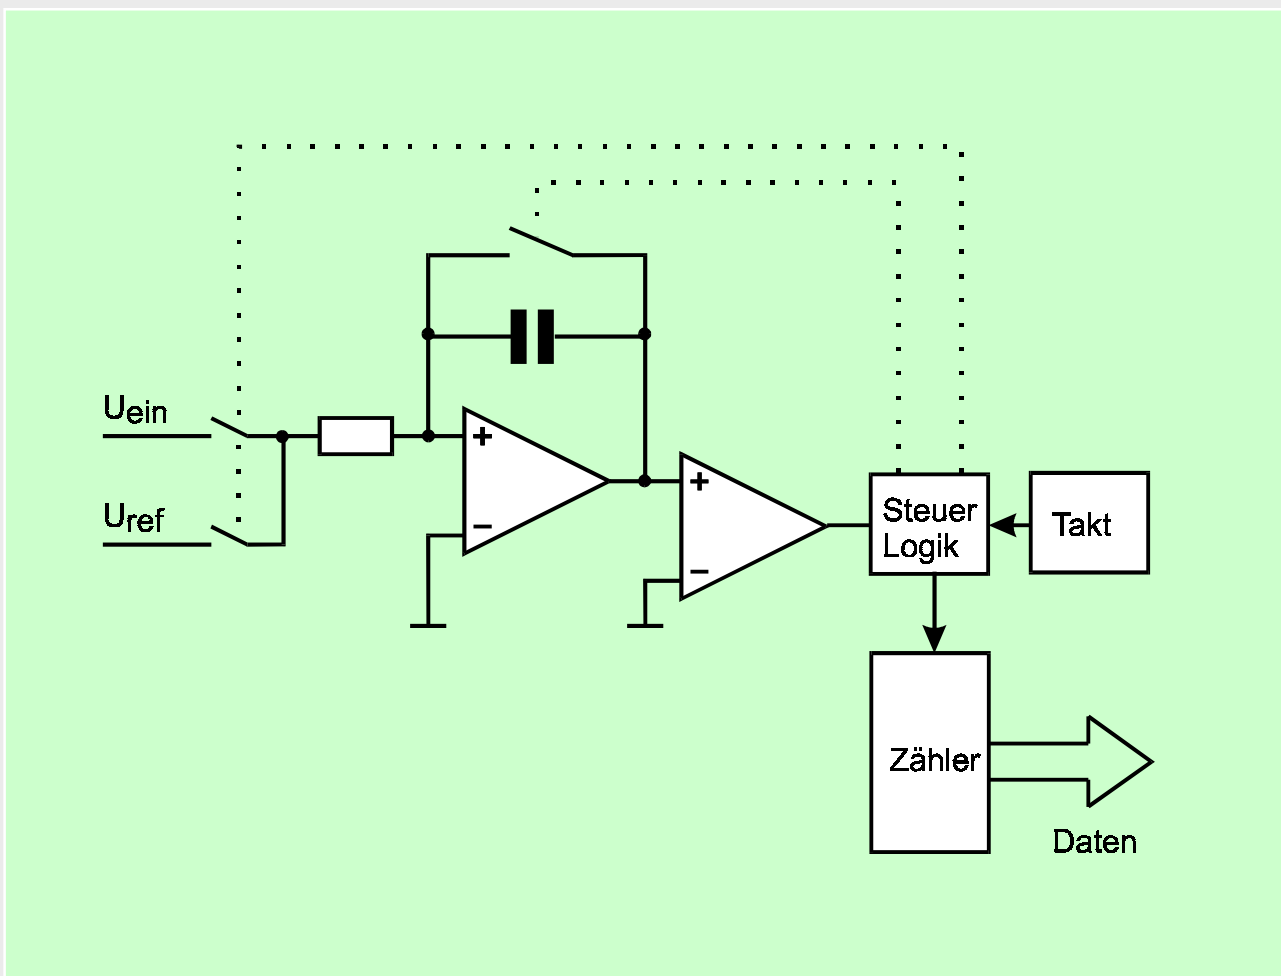 Uein
+
−
Uref
+
−
Steuer
Logik
Takt
Zähler
Daten